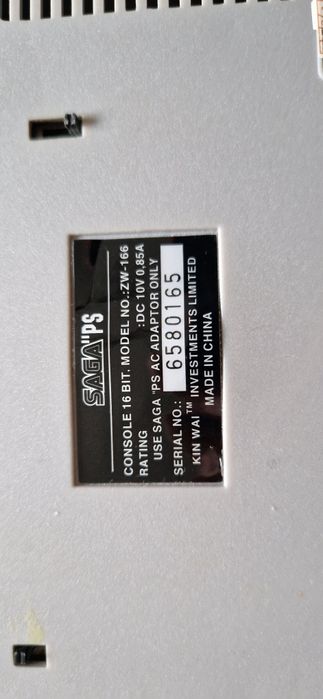 SAGA"PS
CONSOLE 16 BIT. MODEL NO.:ZW-166
RATING :DC 10V 0.85A
USE SAGA "PS AC ADAPTOR ONLY
SERIAL NO.: 6580165
KIN WAI™ INVESTMENTS LIMITED
MADE IN CHINA